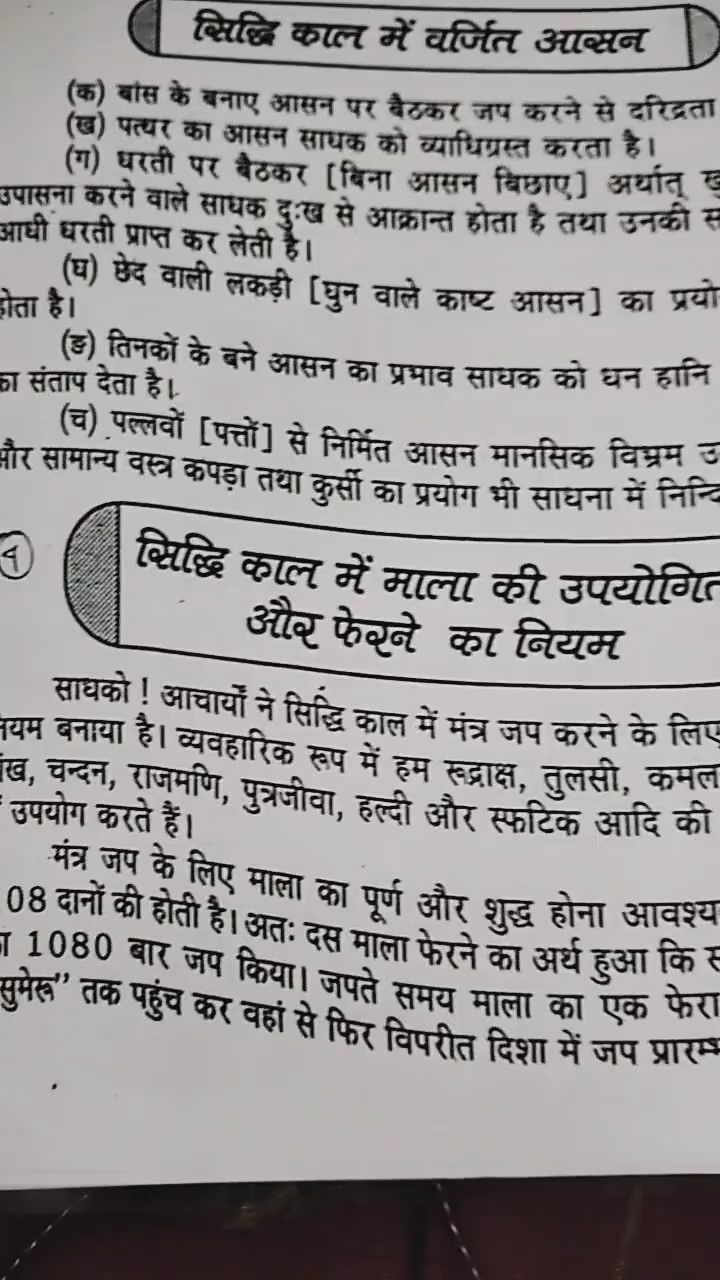 सिद्धि काल में वर्जित आसन
(क) बांस के बनाए आसन पर बैठकर जप करने से दरिद्रता
(ख) पत्थर का आसन साधक को व्याधिग्रस्त करता है।
(ग) धरती पर बैठकर [बिना आसन बिछाए] अर्थात्
उपासना करने वाले साधक दुःख से आक्रान्त होता है तथा उनकी
आधी धरती प्राप्त कर लेती है।
(घ) छेद वाली लकड़ी [घुन वाले काष्ट आसन] का
होता है।
(ङ) तिनकों के बने आसन का प्रभाव साधक को धन हानि
का संताप देता है।
(च) पल्लवों [पत्तों] से निर्मित आसन मानसिक विभ्रम
और सामान्य वस्त्र कपड़ा तथा कुर्सी का प्रयोग भी साधना में
सिद्धि काल में माला की
और फेरने का नियम
साधको ! आचार्यों ने सिद्धि काल में मंत्र जप करने के लिए
बनाया है। व्यवहारिक रूप में हम रूद्राक्ष, तुलसी, कमल
चन्दन, राजमणि, पुत्रजीवा, हल्दी और स्फटिक आदि की
उपयोग करते हैं।
मंत्र जप के लिए माला का पूर्ण और शुद्ध होना
08 दानों की होती है। अतः दस माला फेरने का अर्थ हुआ कि
1080 बार जप किया। जपते समय माला का एक फेरा
सुमेरू" तक पहुंच कर वहां से फिर विपरीत दिशा में जप